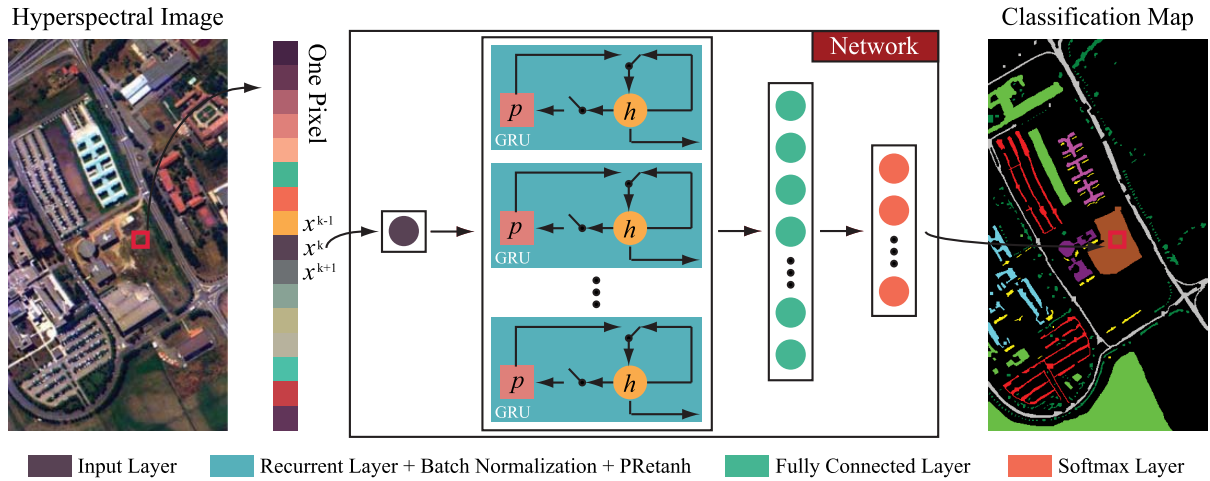 Hyperspectral Image
Classification Map
Network
One Pixel
x^{k-1}
x^{k}
x^{k+1}
p
h
GRU
p
h
GRU
p
h
GRU
Input Layer
Recurrent Layer + Batch Normalization + PRetanh
Fully Connected Layer
Softmax Layer